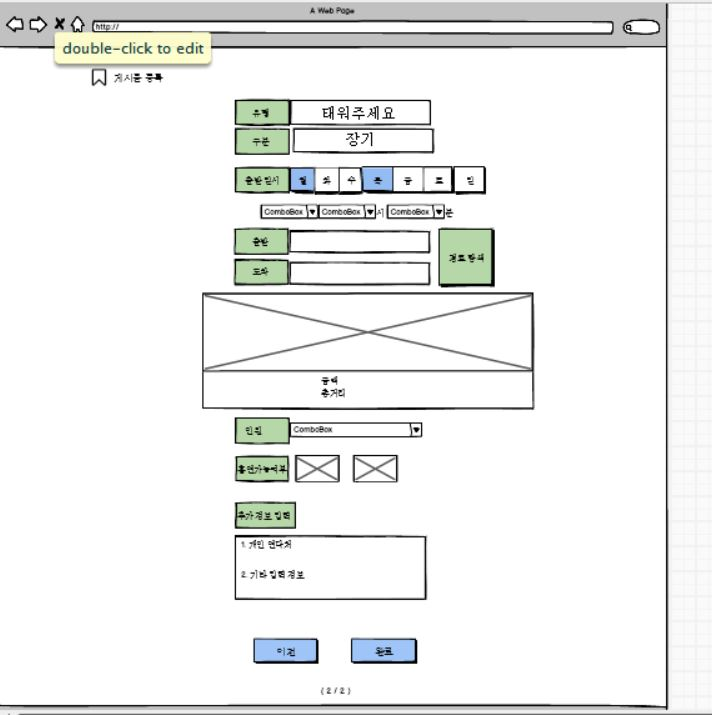 A Web Page
http://
double-click to edit
게시물 등록
유형 태워주세요
구분 장기
출발일시 월 화 수 목 금 토 일
ComboBox ComboBox 시 ComboBox 분
출발
도착
경로탐색
금액
총거리
인원 ComboBox
흡연가능여부
추가 정보 입력
1. 개인 연락처
2. 기타 입력 정보
이전 완료
( 2 / 2 )